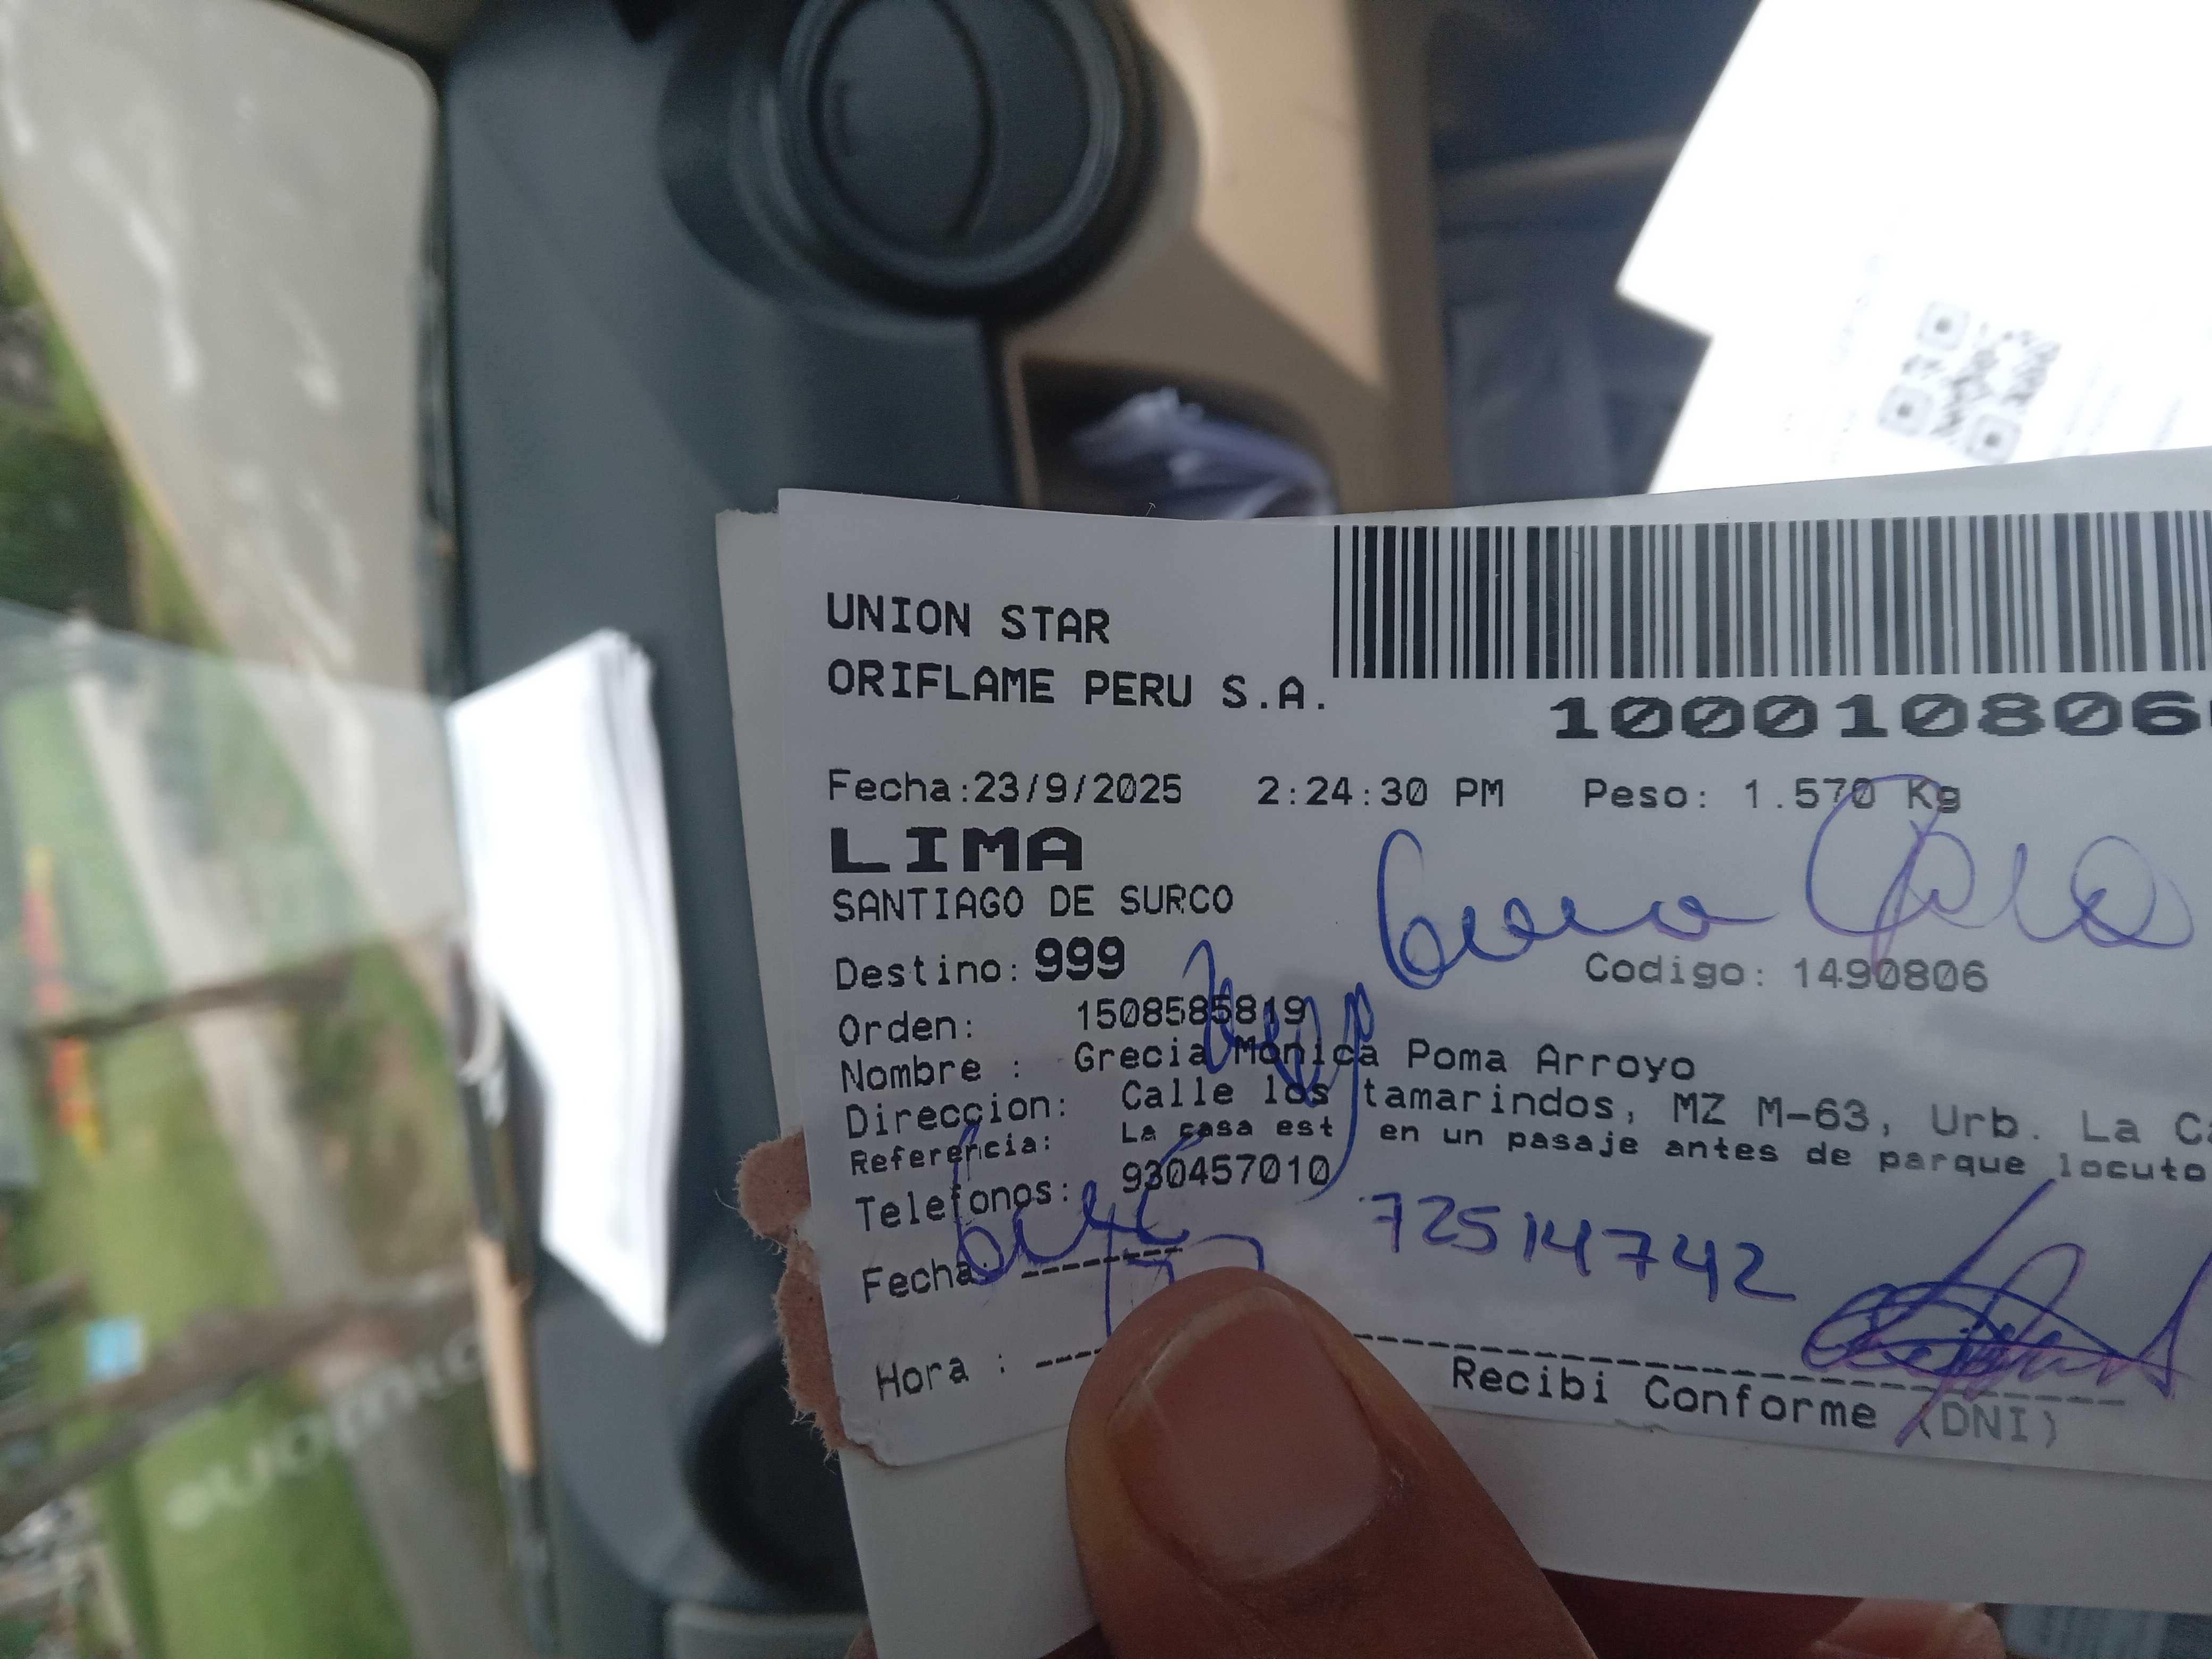 UNION STAR
ORIFLAME PERU S.A.
100010806
Fecha:23/9/2025 2:24:30 PM Peso: 1.570 Kg
LIMA
SANTIAGO DE SURCO
Destino: 999
Codigo: 1490806
Orden: 1508585819
Nombre : Grecia Monica Poma Arroyo
Direccion: Calle los tamarindos, MZ M-63, Urb. La
Referencia: La casa est en un pasaje antes de parque locuto
Telefonos: 930457010
72514742
Fecha:
Hora :
Recibi Conforme (DNI)